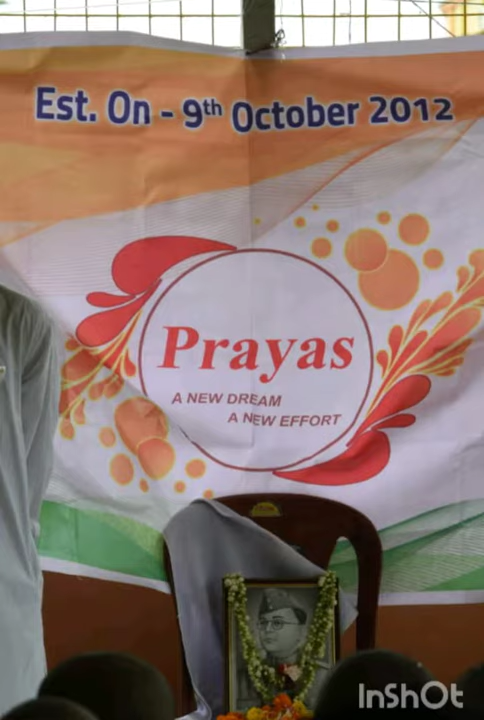 Est. On - 9th October 2012
Prayas
A NEW DREAM
A NEW EFFORT
InShOt